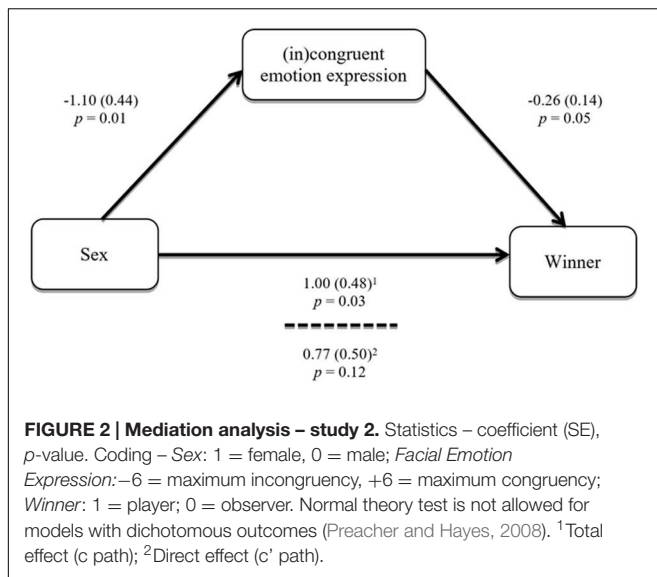 (in)congruent
emotion expression
-1.10 (0.44)
p = 0.01
-0.26 (0.14)
p = 0.05
Sex
Winner
1.00 (0.48)¹
p = 0.03
0.77 (0.50)²
p = 0.12
FIGURE 2 | Mediation analysis – study 2. Statistics – coefficient (SE),
p-value. Coding – Sex: 1 = female, 0 = male; Facial Emotion
Expression:−6 = maximum incongruency, +6 = maximum congruency;
Winner: 1 = player; 0 = observer. Normal theory test is not allowed for
models with dichotomous outcomes (Preacher and Hayes, 2008). ¹Total
effect (c path); ²Direct effect (c' path).